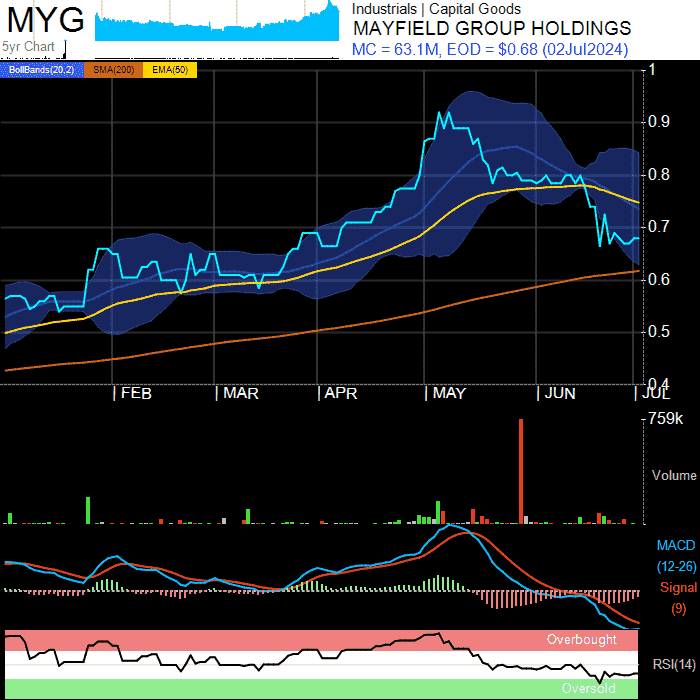 MYG
5yr Chart
Industrials | Capital Goods
MAYFIELD GROUP HOLDINGS
MC = 63.1M, EOD = $0.68 (02Jul2024)
BollBands(20,2) SMA(200) EMA(50)
1
0.9
0.8
0.7
0.6
0.5
0.4
FEB MAR APR MAY JUN JUL
759k
Volume
MACD
(12-26)
Signal
(9)
Overbought
RSI(14)
Oversold